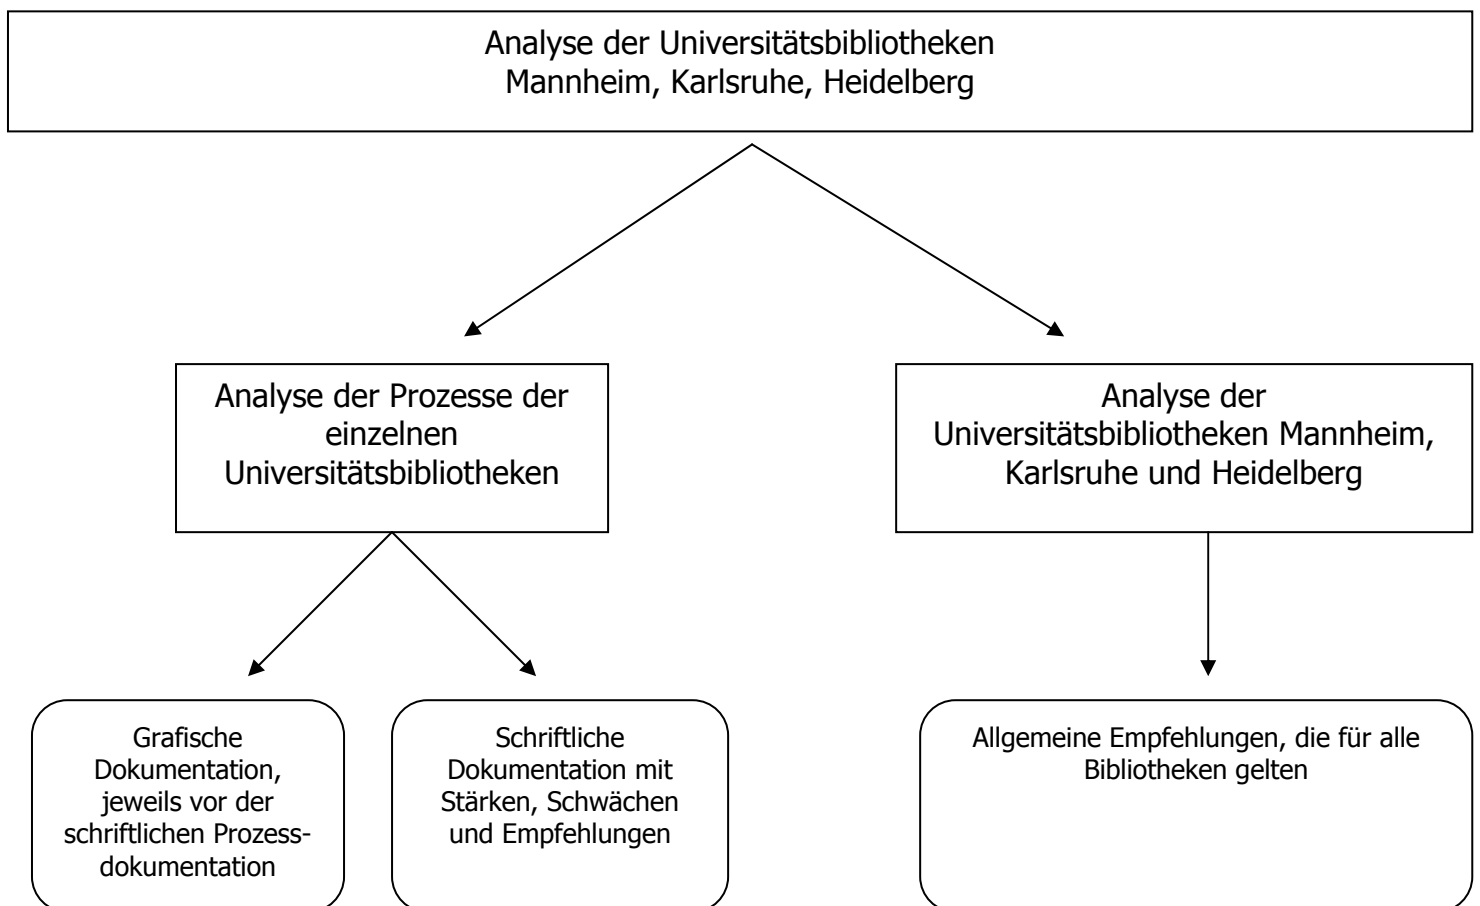 Analyse der Universitätsbibliotheken
Mannheim, Karlsruhe, Heidelberg
Analyse der Prozesse der
einzelnen
Universitätsbibliotheken
Analyse der
Universitätsbibliotheken Mannheim,
Karlsruhe und Heidelberg
Grafische
Dokumentation,
jeweils vor der
schriftlichen Prozess-
dokumentation
Schriftliche
Dokumentation mit
Stärken, Schwächen
und Empfehlungen
Allgemeine Empfehlungen, die für alle
Bibliotheken gelten